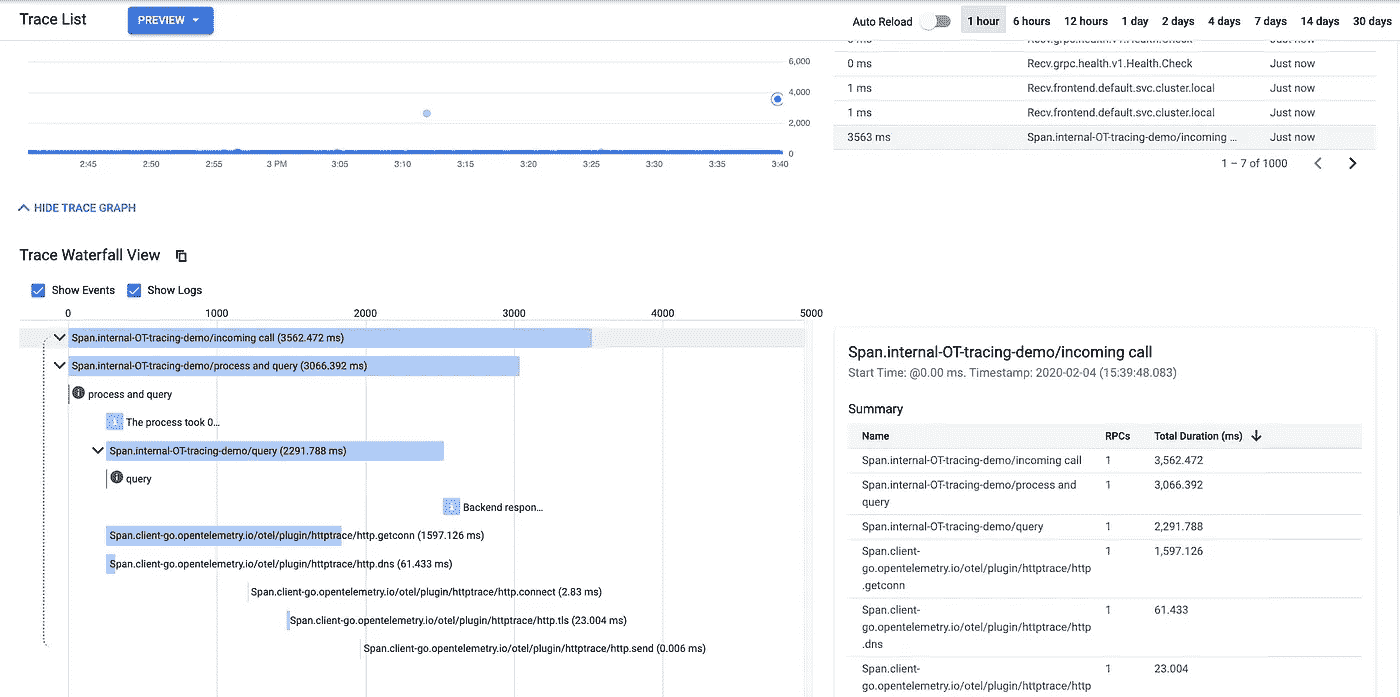 Trace List
PREVIEW
Auto Reload
1 hour
6 hours
12 hours
1 day
2 days
4 days
7 days
14 days
30 days
6,000
4,000
2,000
0
2:45
2:50
2:55
3 PM
3:05
3:10
3:15
3:20
3:25
3:30
3:35
3:40
0 ms Recv.grpc.health.v1.Health.Check Just now
0 ms Recv.grpc.health.v1.Health.Check Just now
1 ms Recv.frontend.default.svc.cluster.local Just now
1 ms Recv.frontend.default.svc.cluster.local Just now
3563 ms Span.internal-OT-tracing-demo/incoming ... Just now
1 – 7 of 1000
HIDE TRACE GRAPH
Trace Waterfall View
Show Events
Show Logs
0 1000 2000 3000 4000 5000
Span.internal-OT-tracing-demo/incoming call (3562.472 ms)
Span.internal-OT-tracing-demo/process and query (3066.392 ms)
process and query
The process took 0...
Span.internal-OT-tracing-demo/query (2291.788 ms)
query
Backend respon...
Span.client-go.opentelemetry.io/otel/plugin/httptrace/http.getconn (1597.126 ms)
Span.client-go.opentelemetry.io/otel/plugin/httptrace/http.dns (61.433 ms)
Span.client-go.opentelemetry.io/otel/plugin/httptrace/http.connect (2.83 ms)
Span.client-go.opentelemetry.io/otel/plugin/httptrace/http.tls (23.004 ms)
Span.client-go.opentelemetry.io/otel/plugin/httptrace/http.send (0.006 ms)
Span.internal-OT-tracing-demo/incoming call
Start Time: @0.00 ms. Timestamp: 2020-02-04 (15:39:48.083)
Summary
Name RPCs Total Duration (ms)
Span.internal-OT-tracing-demo/incoming call 1 3,562.472
Span.internal-OT-tracing-demo/process and 1 3,066.392
query
Span.internal-OT-tracing-demo/query 1 2,291.788
Span.client- 1 1,597.126
go.opentelemetry.io/otel/plugin/httptrace/http
.getconn
Span.client- 1 61.433
go.opentelemetry.io/otel/plugin/httptrace/http
.dns
Span.client- 1 23.004
go.opentelemetry.io/otel/plugin/httptrace/http